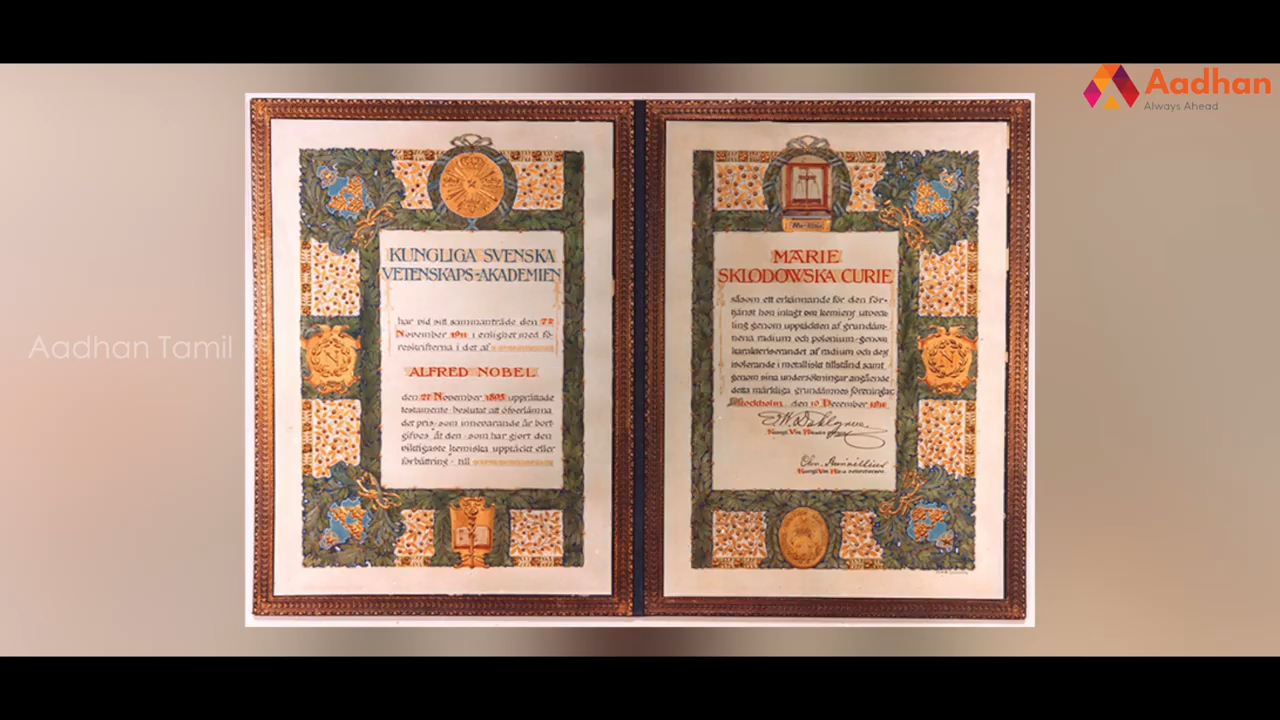 Aadhan
Always Ahead
Aadhan Tamil
KUNGLIGA SVENSKA
VETENSKAPS-AKADEMIEN
har vid sitt sammanträde den
November 1911 i enlighet med fö-
reskrifterna i det af
ALFRED NOBEL
den 27 November 1895 upprättade
testamente beslutat att öfverlämna
det pris, som innevarande år bort-
gifves åt den som har gjort den
viktigaste kemiska upptäckt eller
förbättring, till
MARIE
SKLODOWSKA CURIE
såsom ett erkännande för den för-
tjänst hon inlagt om kemiens utveck-
ling genom upptäckten af grundäm-
nena radium och polonium, genom
karakteriserandet af radium och dess
isolerande i metalliskt tillstånd samt
genom sina undersökningar angående
detta märkliga grundämnes föreningar
Stockholm den 10 December 1911